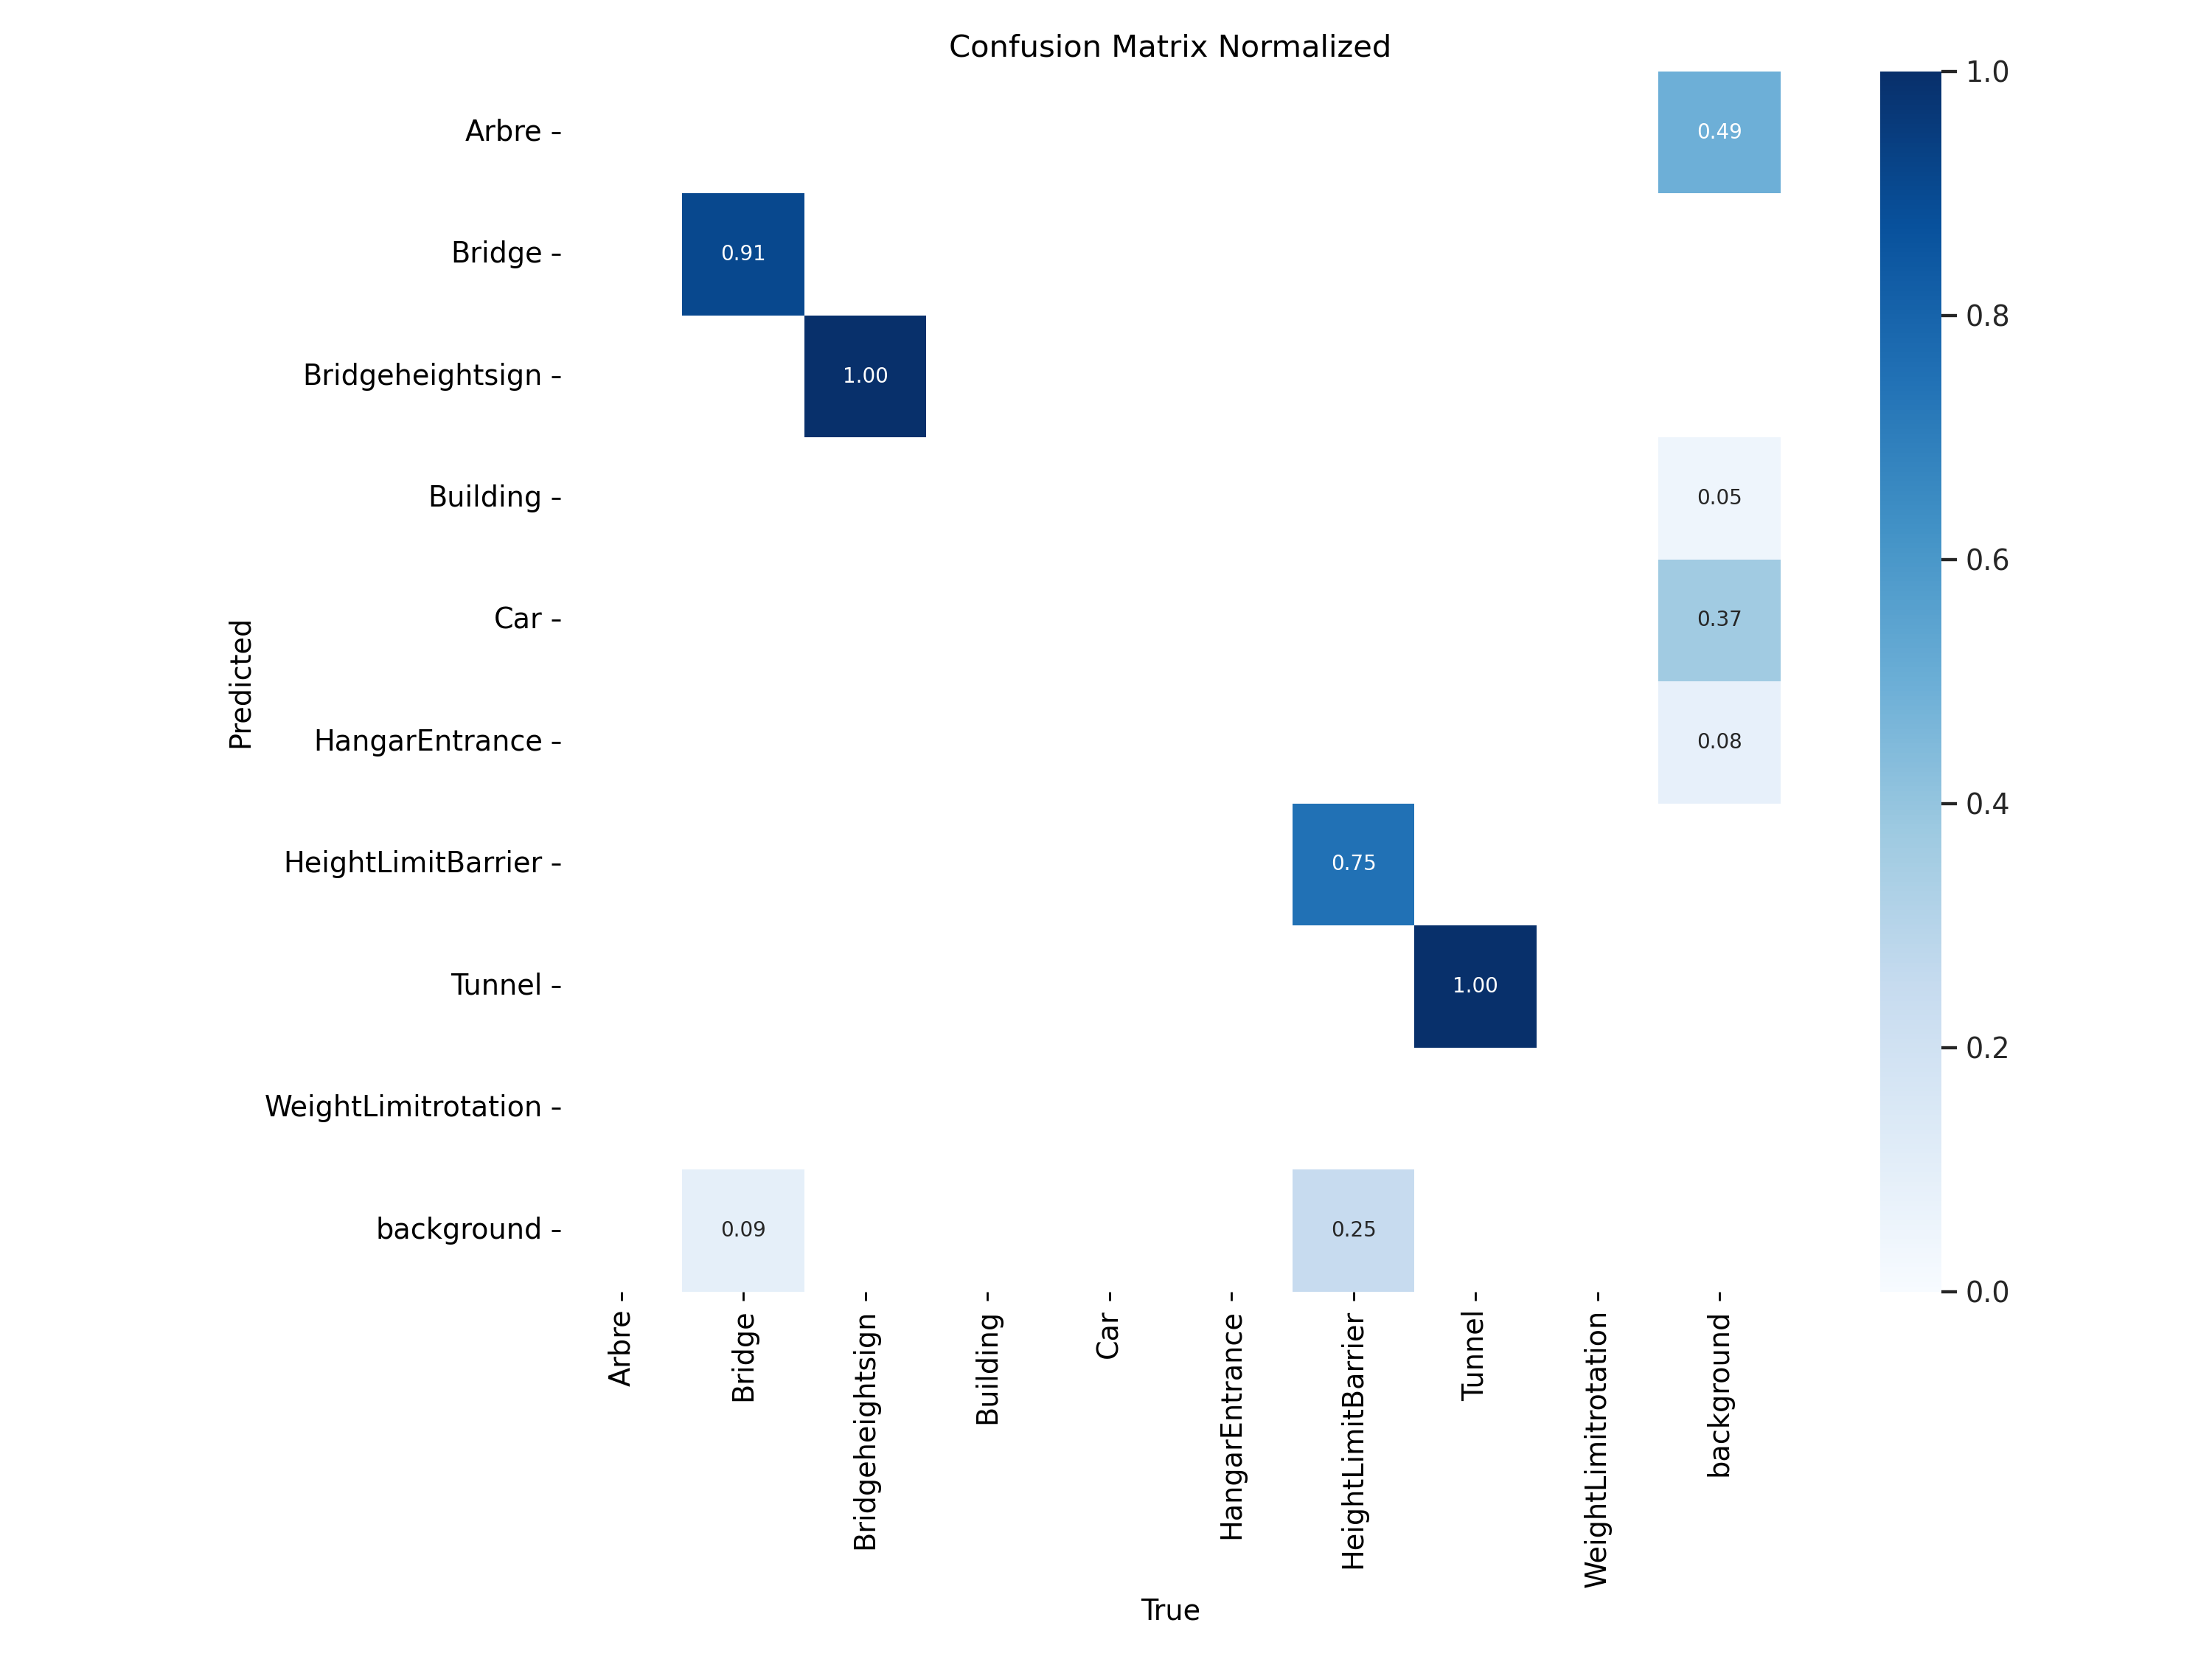 Confusion Matrix Normalized
Predicted
Arbre
0.49
Bridge
0.91
Bridgeheightsign
1.00
Building
0.05
Car
0.37
HangarEntrance
0.08
HeightLimitBarrier
0.75
Tunnel
1.00
WeightLimitrotation
background
0.09
0.25
Arbre
Bridge
Bridgeheightsign
Building
Car
HangarEntrance
HeightLimitBarrier
Tunnel
WeightLimitrotation
background
True
1.0
0.8
0.6
0.4
0.2
0.0